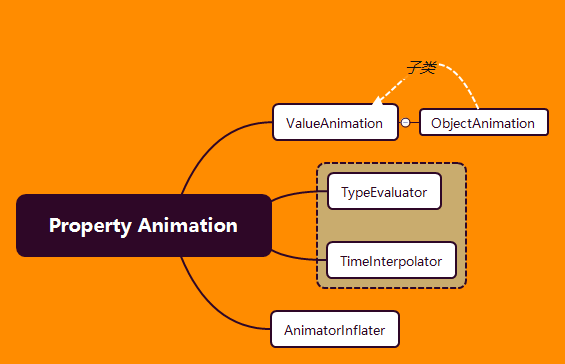 子类
ValueAnimation
ObjectAnimation
TypeEvaluator
Property Animation
TimeInterpolator
AnimatorInflater